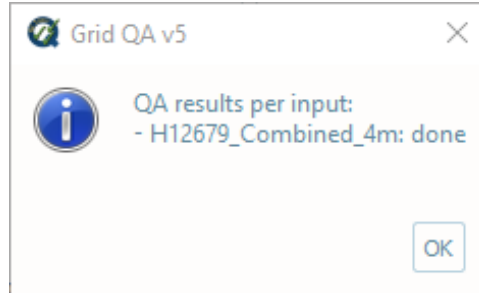 Grid QA v5
QA results per input:
- H12679_Combined_4m: done
OK